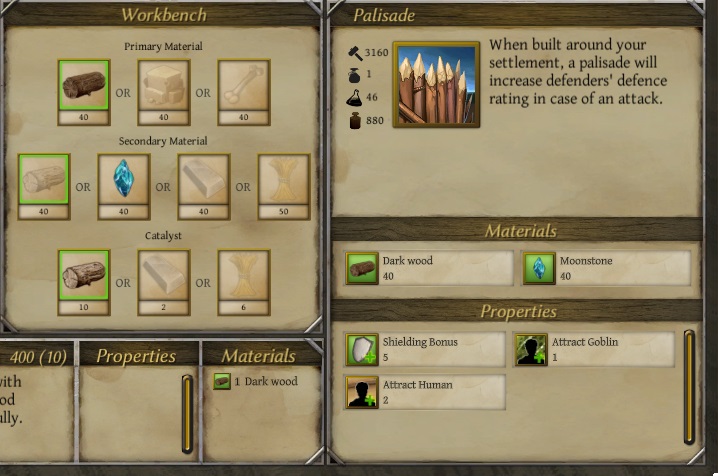 Workbench
Primary Material
OR
OR
40
40
40
Secondary Material
OR
OR
OR
40
40
40
50
Catalyst
OR
OR
10
2
6
400 (10)
with
od
ully.
Properties
Materials
1 Dark wood
Palisade
3160
1
46
880
When built around your
settlement, a palisade will
increase defenders' defence
rating in case of an attack.
Materials
Dark wood
40
Moonstone
40
Properties
Shielding Bonus
5
Attract Goblin
1
Attract Human
2